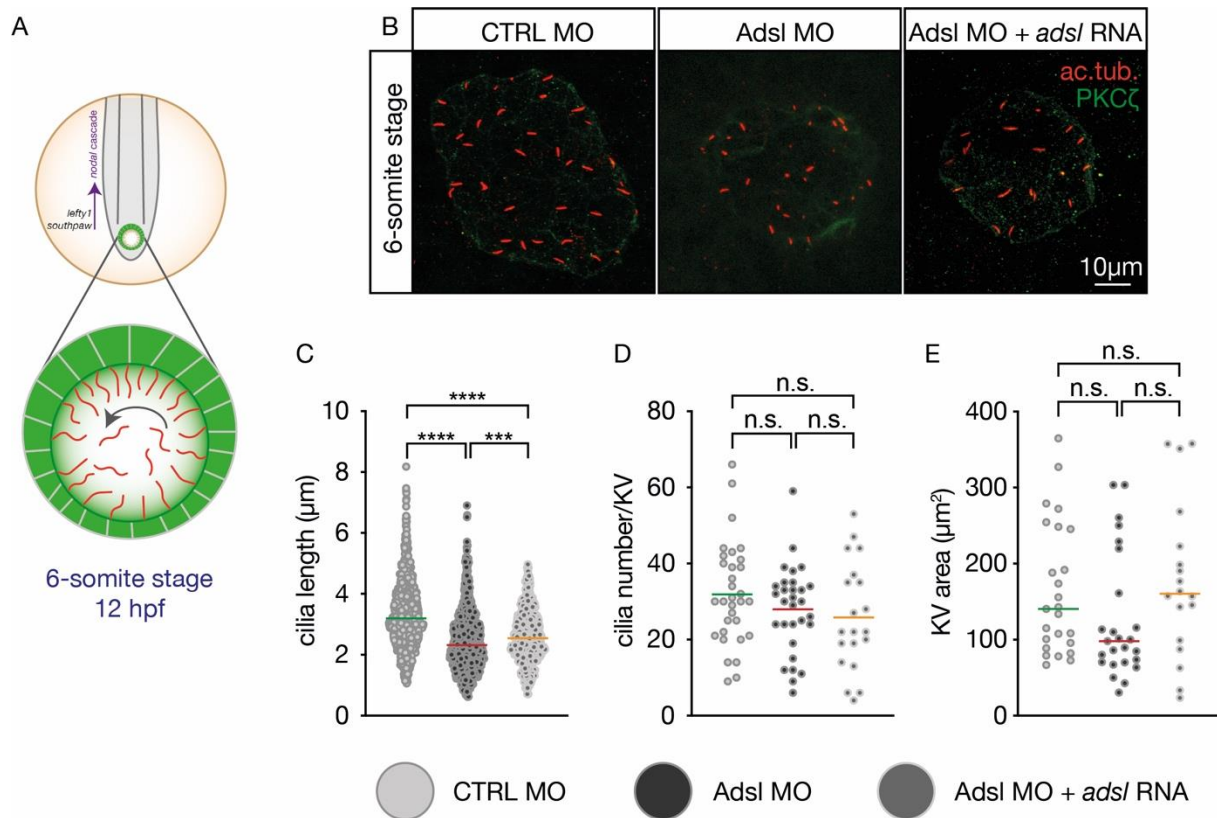 A
nodal cascade
lefty1
southpaw
6-somite stage
12 hpf
B
CTRL MO
Adsl MO
Adsl MO + adsl RNA
6-somite stage
ac.tub.
PKCζ
10μm
C
****
****
***
cilia length (μm)
10
8
6
4
2
0
D
n.s.
n.s.
n.s.
cilia number/KV
80
60
40
20
0
E
n.s.
n.s.
n.s.
KV area (μm²)
400
300
200
100
0
CTRL MO
Adsl MO
Adsl MO + adsl RNA